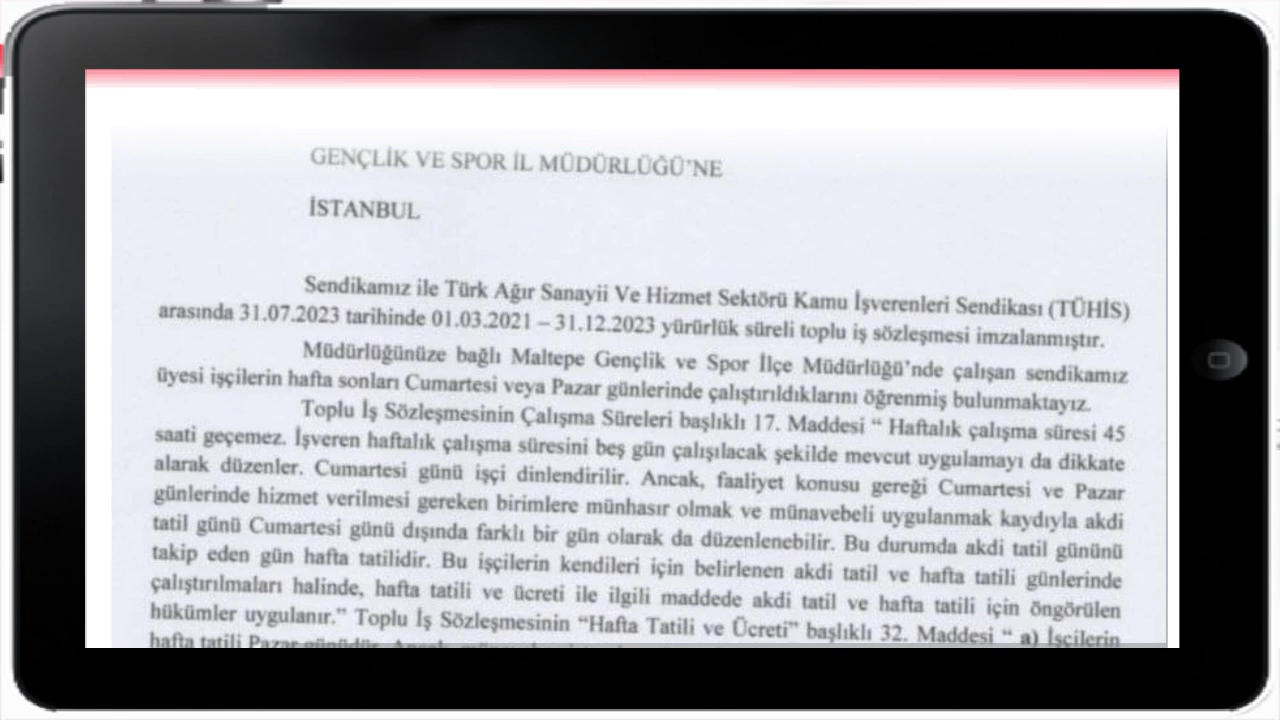 GENÇLİK VE SPOR İL MÜDÜRLÜĞÜ'NE
İSTANBUL
Sendikamız ile Türk Ağır Sanayii Ve Hizmet Sektörü Kamu İşverenleri Sendikası (TÜHİS)
arasında 31.07.2023 tarihinde 01.03.2021 – 31.12.2023 yürürlük süreli toplu iş sözleşmesi imzalanmıştır.
Müdürlüğünüze bağlı Maltepe Gençlik ve Spor İlçe Müdürlüğü'nde çalışan sendikamız
üyesi işçilerin hafta sonları Cumartesi veya Pazar günlerinde çalıştırıldıklarını öğrenmiş bulunmaktayız.
Toplu İş Sözleşmesinin Çalışma Süreleri başlıklı 17. Maddesi “ Haftalık çalışma süresi 45
saati geçemez. İşveren haftalık çalışma süresini beş gün çalışılacak şekilde mevcut uygulamayı da dikkate
alarak düzenler. Cumartesi günü işçi dinlendirilir. Ancak, faaliyet konusu gereği Cumartesi ve Pazar
günlerinde hizmet verilmesi gereken birimlere münhasır olmak ve münavebeli uygulanmak kaydıyla akdi
tatil günü Cumartesi günü dışında farklı bir gün olarak da düzenlenebilir. Bu durumda akdi tatil gününü
takip eden gün hafta tatilidir. Bu işçilerin kendileri için belirlenen akdi tatil ve hafta tatili günlerinde
çalıştırılmaları halinde, hafta tatili ve ücreti ile ilgili maddede akdi tatil ve hafta tatili için öngörülen
hükümler uygulanır.” Toplu İş Sözleşmesinin “Hafta Tatili ve Ücreti” başlıklı 32. Maddesi “ a) İşçilerin
hafta tatili Pazar günüdür. Ancak,